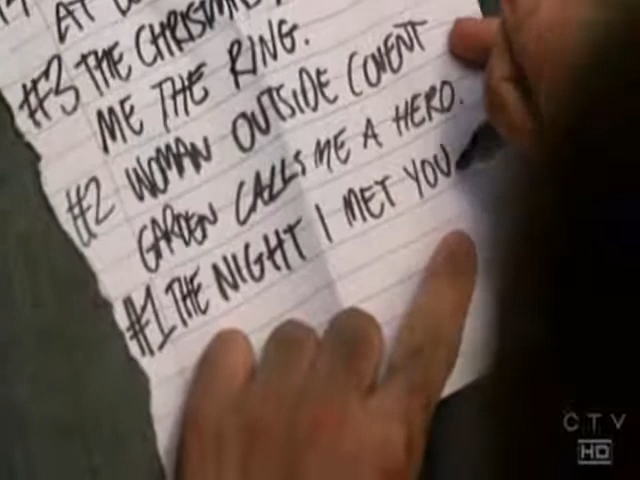 AT
#3 THE CHRISTMAS
ME THE RING.
#2 WOMAN OUTSIDE COVENT
GARDEN CALLS ME A HERO.
#1 THE NIGHT I MET YOU
CTV
HD